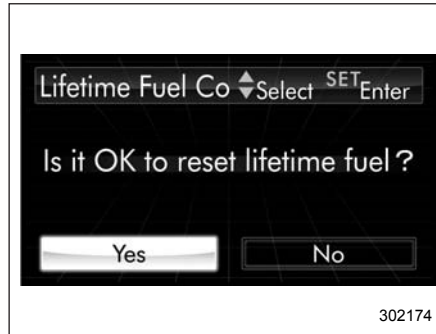 Lifetime Fuel Co Select SET Enter
Is it OK to reset lifetime fuel?
Yes No
302174